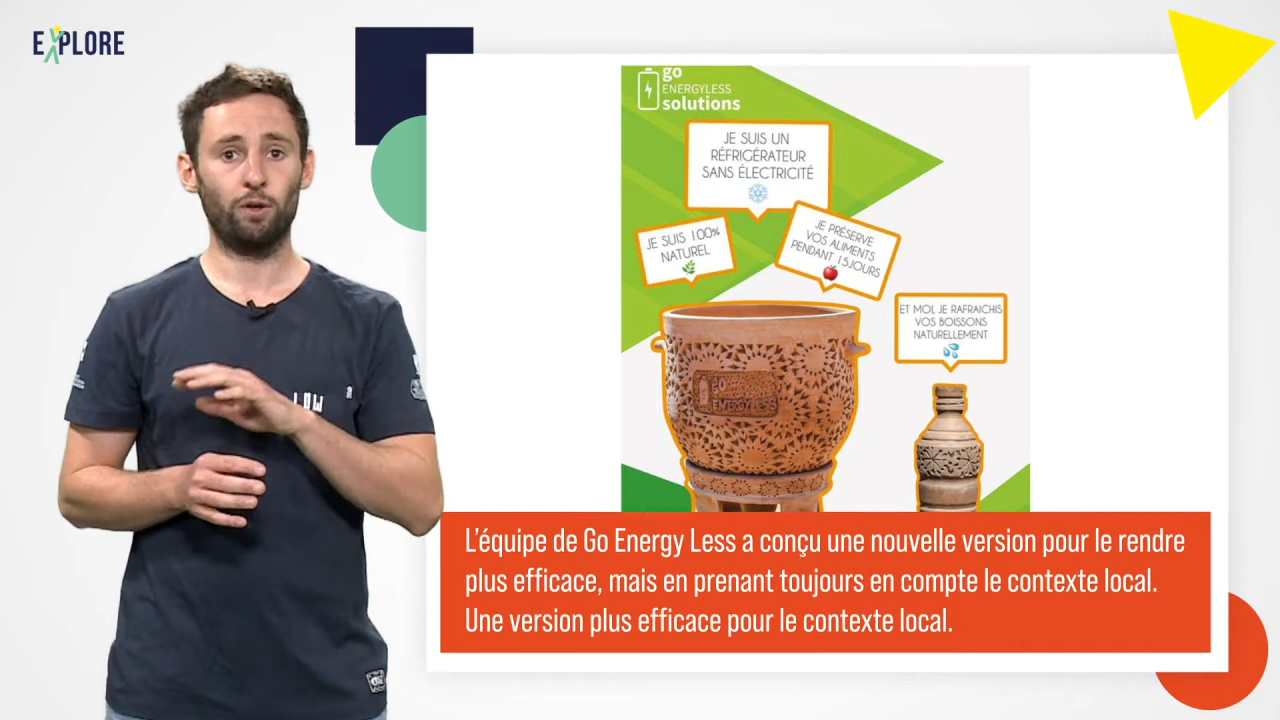 EXPLORE
go
ENERGYLESS
solutions
JE SUIS UN
RÉFRIGÉRATEUR
SANS ÉLECTRICITÉ
JE SUIS 100%
NATUREL
JE PRÉSERVE
VOS ALIMENTS
PENDANT 15JOURS
ET MOI, JE RAFRAICHIS
VOS BOISSONS
NATURELLEMENT
GO
ENERGYLESS
LOW
L'équipe de Go Energy Less a conçu une nouvelle version pour le rendre
plus efficace, mais en prenant toujours en compte le contexte local.
Une version plus efficace pour le contexte local.